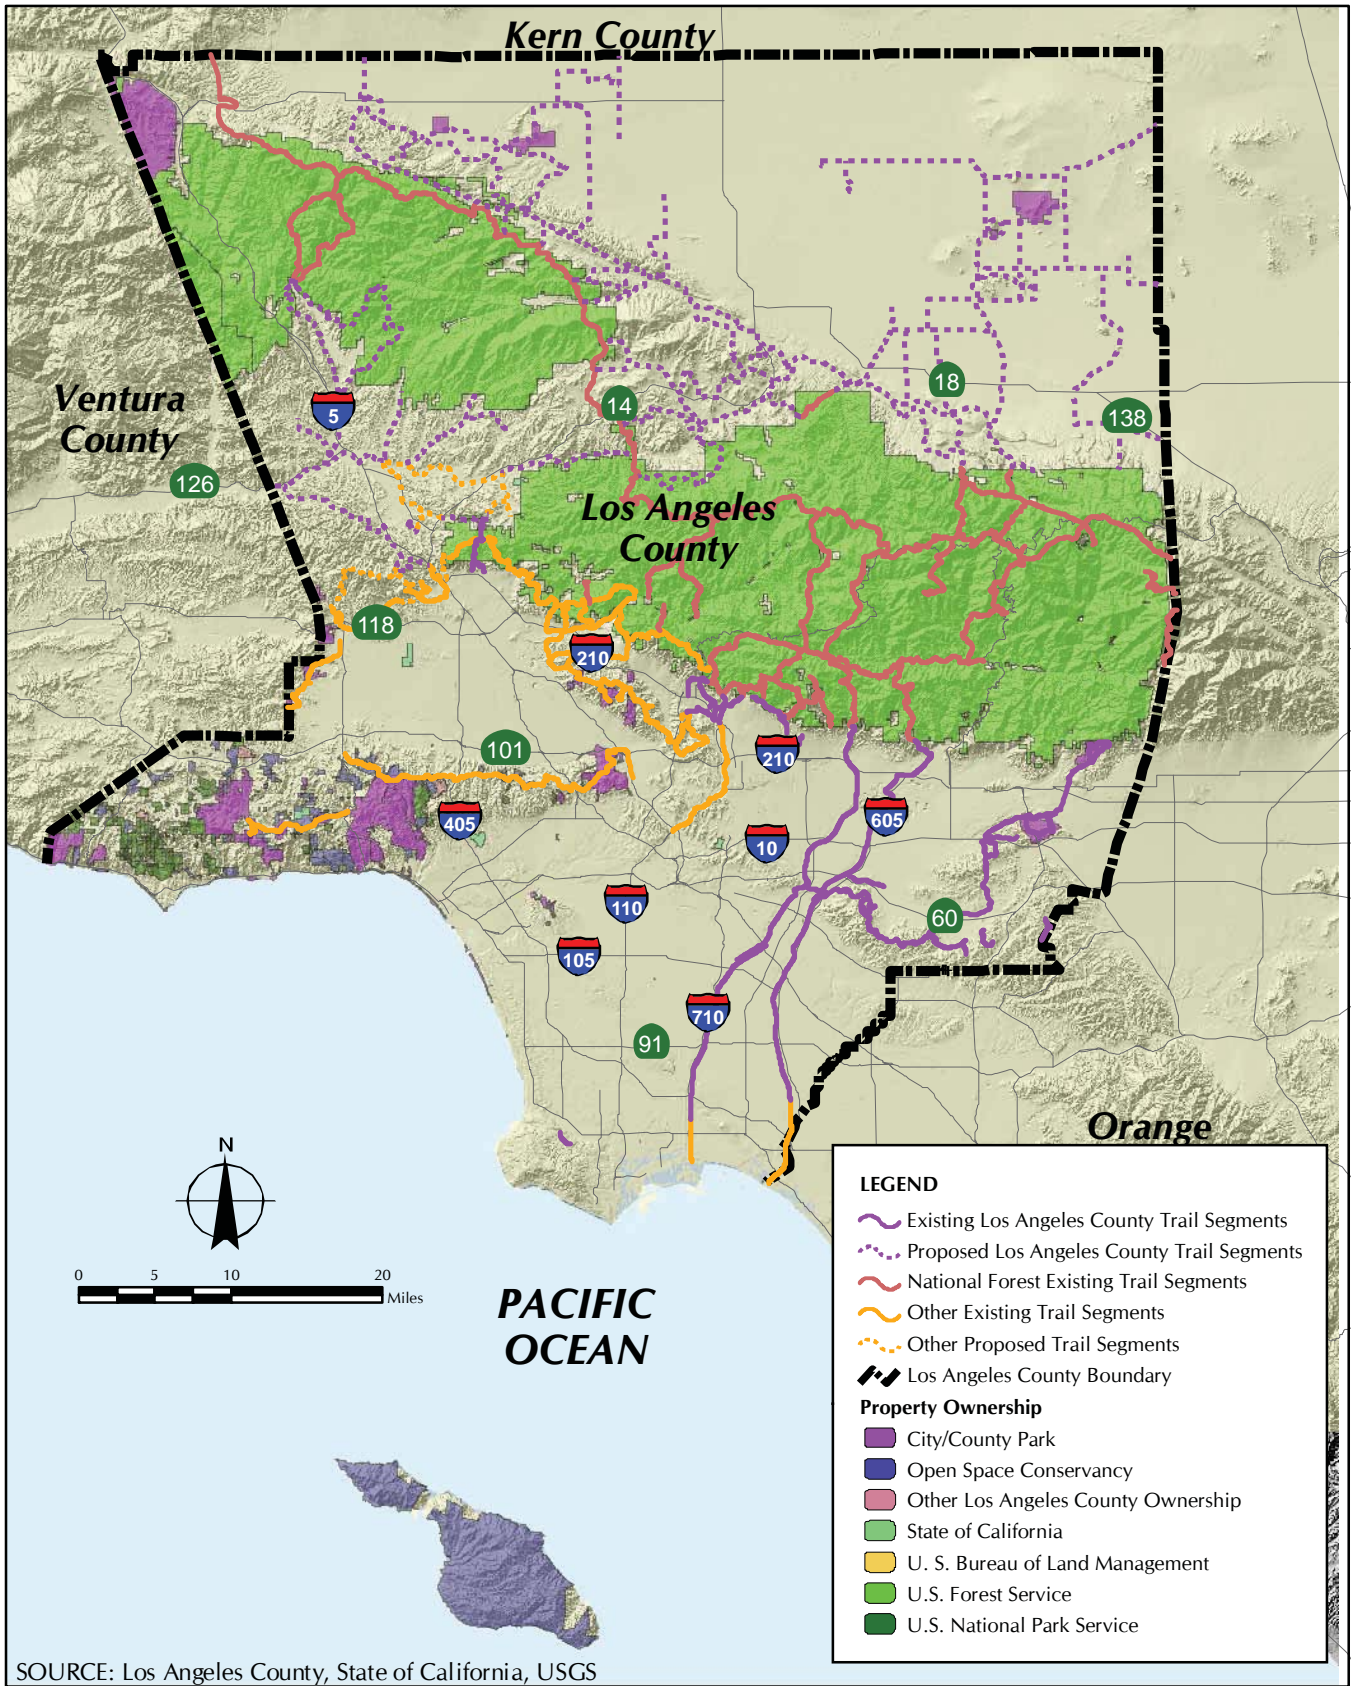 Kern County
Ventura
County
5
14
18
138
126
Los Angeles
County
118
210
101
210
405
605
10
110
60
105
710
91
Orange
N
0 5 10 20
Miles
PACIFIC
OCEAN
LEGEND
Existing Los Angeles County Trail Segments
Proposed Los Angeles County Trail Segments
National Forest Existing Trail Segments
Other Existing Trail Segments
Other Proposed Trail Segments
Los Angeles County Boundary
Property Ownership
City/County Park
Open Space Conservancy
Other Los Angeles County Ownership
State of California
U. S. Bureau of Land Management
U.S. Forest Service
U.S. National Park Service
SOURCE: Los Angeles County, State of California, USGS